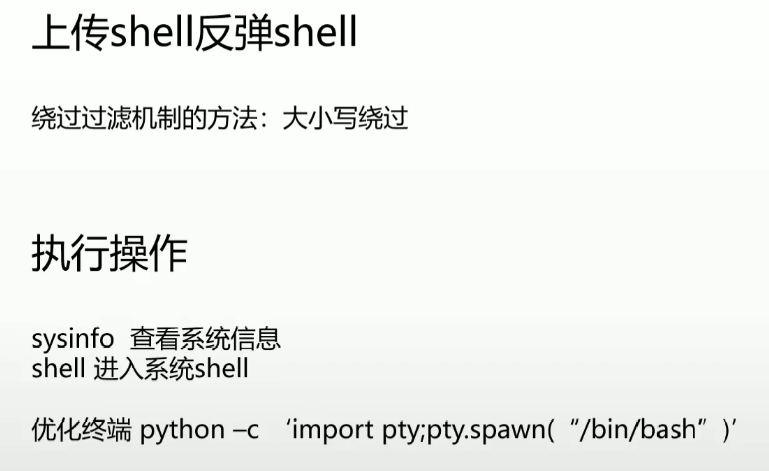 上传shell反弹shell
绕过过滤机制的方法：大小写绕过
执行操作
sysinfo  查看系统信息
shell 进入系统shell
优化终端 python –c ‘import pty;pty.spawn(“/bin/bash”)’